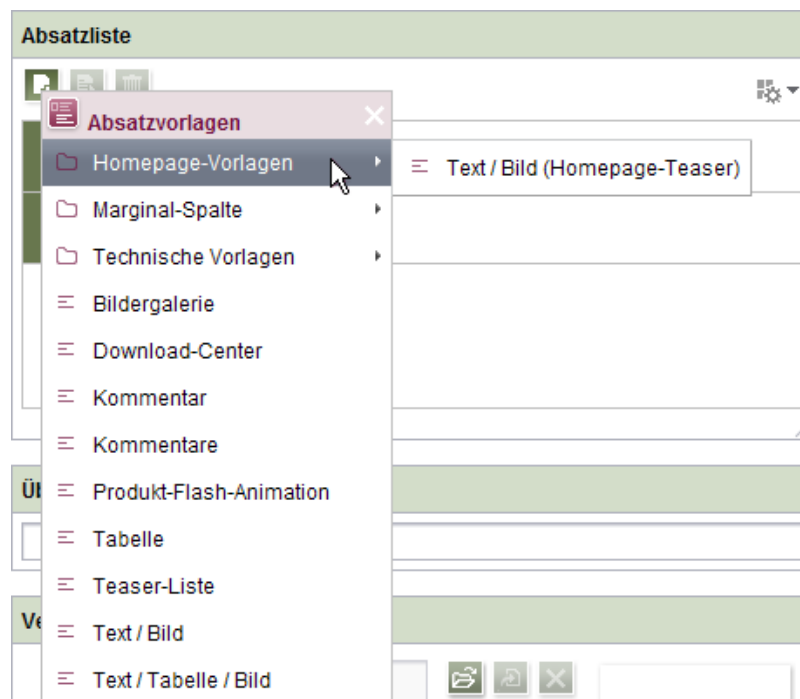 Absatzliste
Absatzvorlagen
Homepage-Vorlagen
Text / Bild (Homepage-Teaser)
Marginal-Spalte
Technische Vorlagen
Bildergalerie
Download-Center
Kommentar
Kommentare
Produkt-Flash-Animation
Tabelle
Teaser-Liste
Text / Bild
Text / Tabelle / Bild